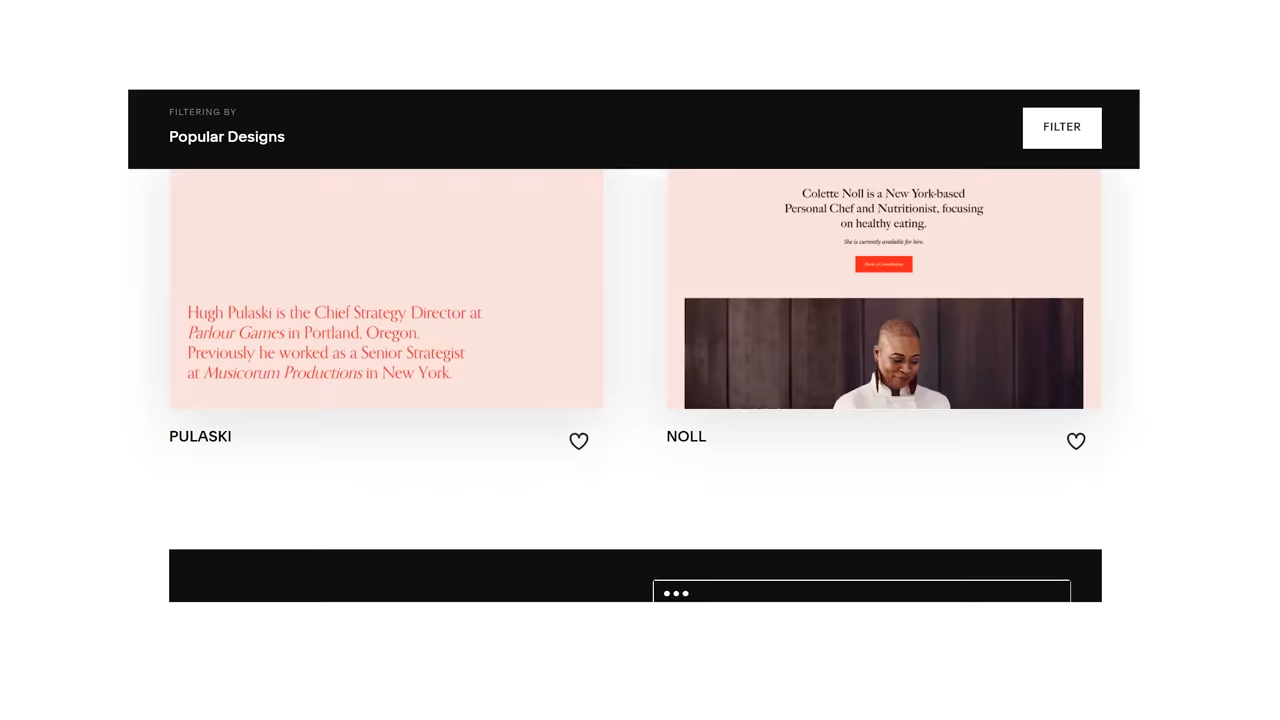 FILTERING BY
Popular Designs
FILTER
Hugh Pulaski is the Chief Strategy Director at
Parlour Games in Portland, Oregon.
Previously he worked as a Senior Strategist
at Musicorum Productions in New York.
PULASKI
Colette Noll is a New York-based
Personal Chef and Nutritionist, focusing
on healthy eating.
She is currently available for hire.
Book a Consultation
NOLL